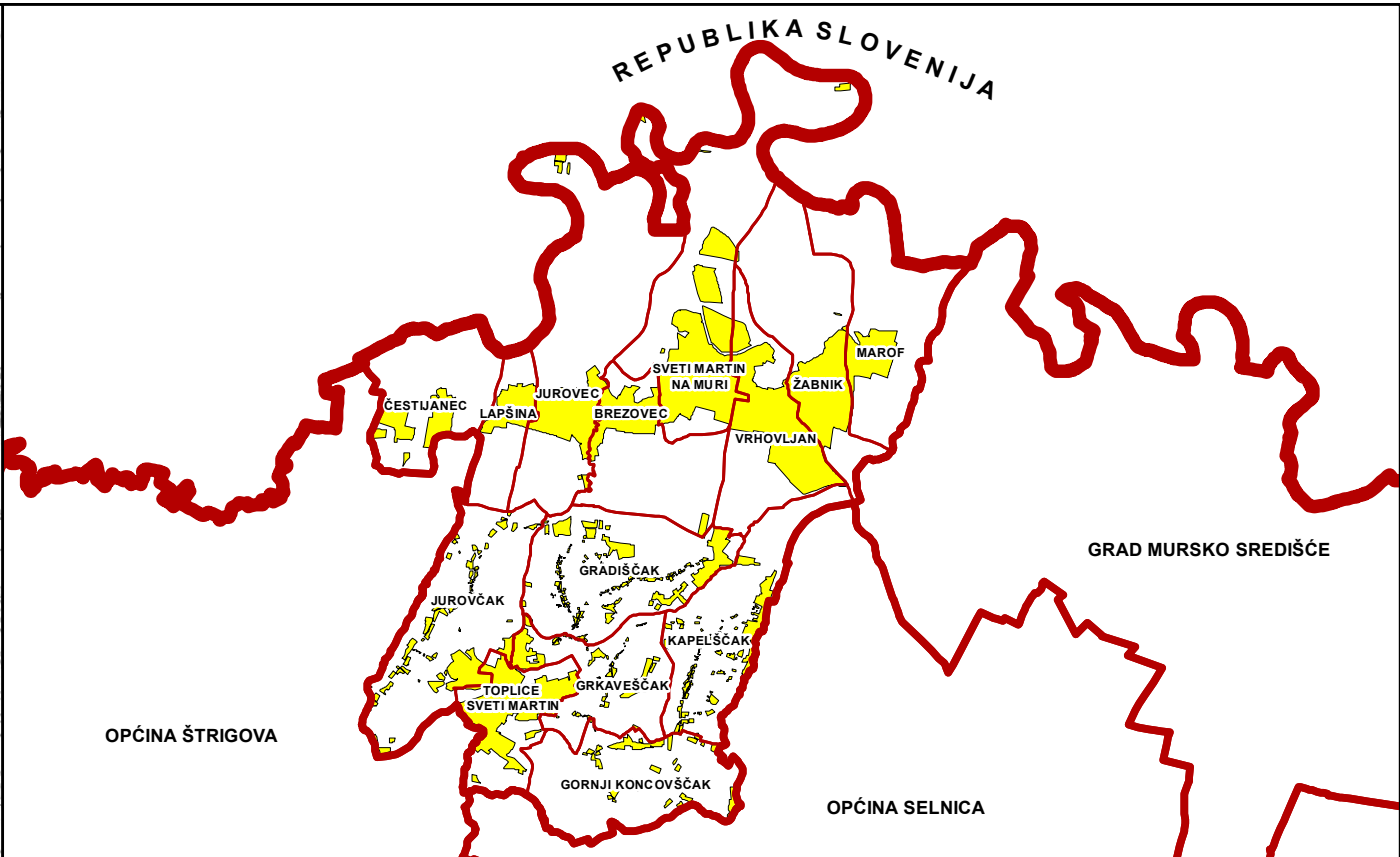 REPUBLIKA SLOVENIJA
MAROF
SVETI MARTIN
NA MURI
ŽABNIK
JUROVEC
ČESTIJANEC
LAPŠINA
BREZOVEC
VRHOVLJAN
GRAD MURSKO SREDIŠĆE
GRADIŠČAK
JUROVČAK
KAPELŠČAK
GRKAVEŠČAK
TOPLICE
SVETI MARTIN
OPĆINA ŠTRIGOVA
GORNJI KONCOVŠČAK
OPĆINA SELNICA